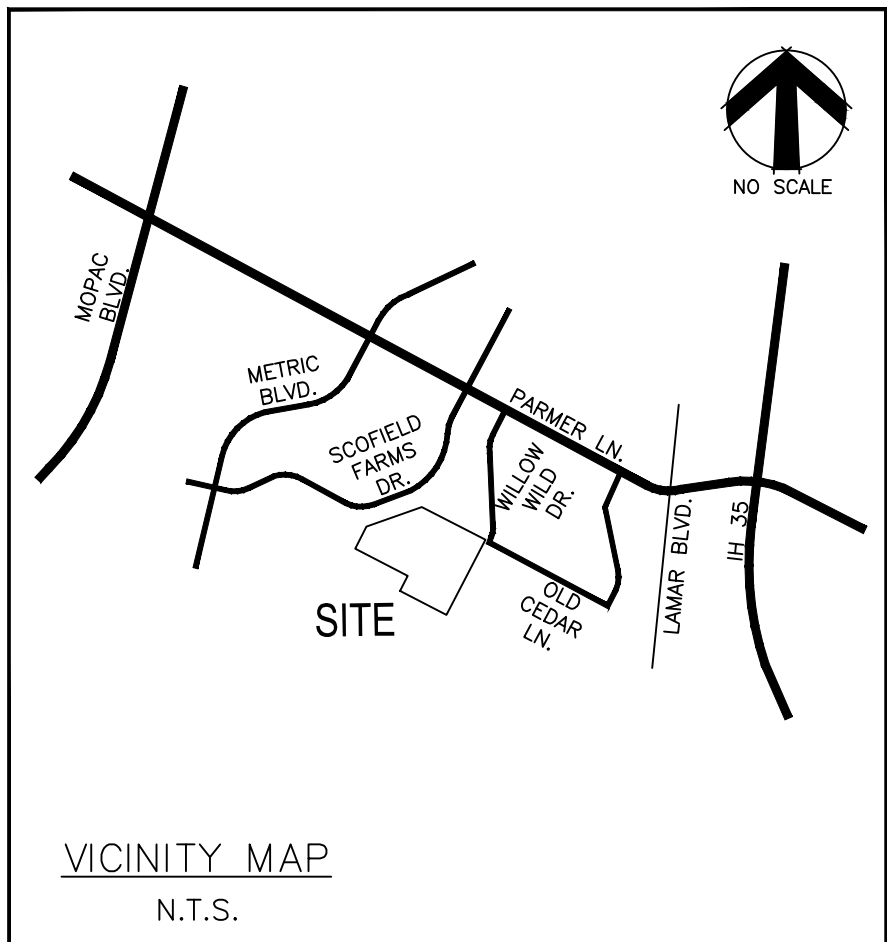 NO SCALE
MOPAC
BLVD.
METRIC
BLVD.
SCOFIELD
FARMS
DR.
PARMER LN.
WILLOW
WILD
DR.
LAMAR BLVD.
IH 35
OLD
CEDAR
LN.
SITE
VICINITY MAP
N.T.S.